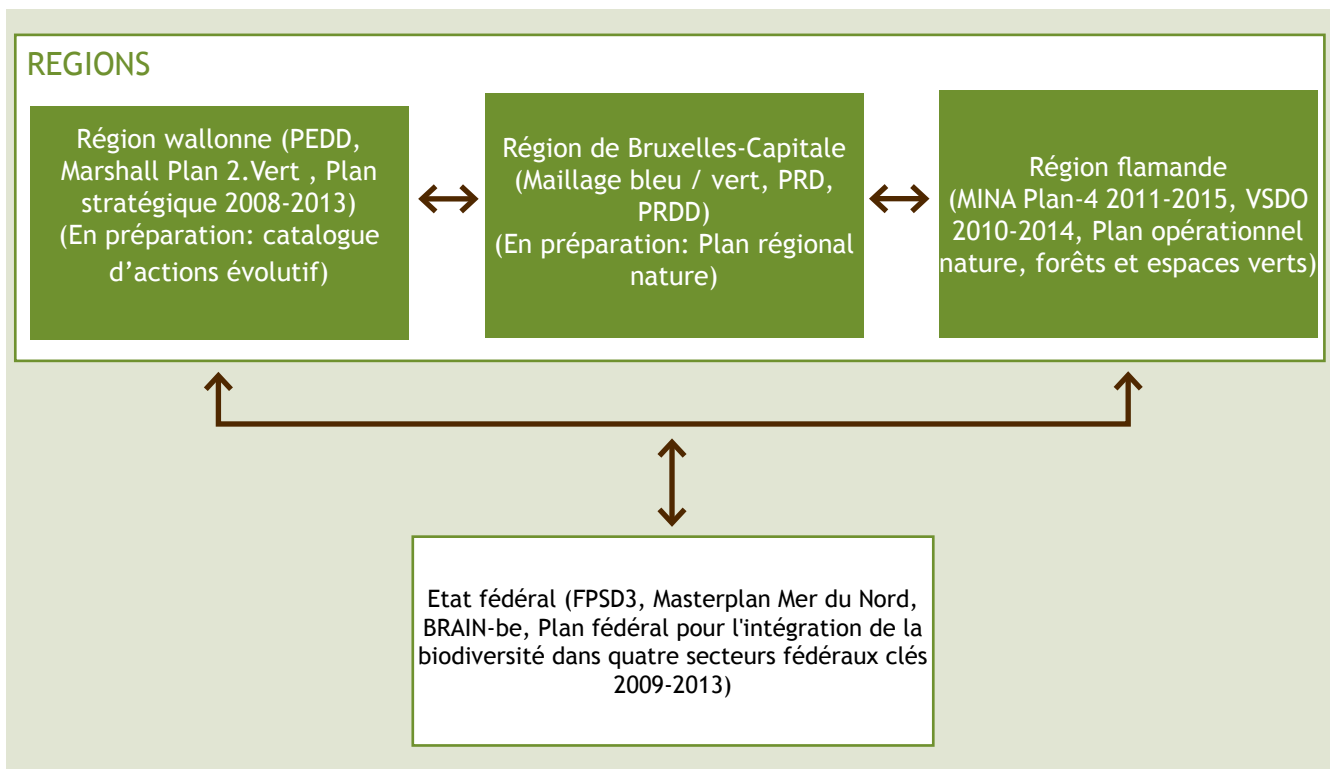 REGIONS
Région wallonne (PEDD,
Marshall Plan 2.Vert , Plan
stratégique 2008-2013)
(En préparation: catalogue
d’actions évolutif)
Région de Bruxelles-Capitale
(Maillage bleu / vert, PRD,
PRDD)
(En préparation: Plan régional
nature)
Région flamande
(MINA Plan-4 2011-2015, VSDO
2010-2014, Plan opérationnel
nature, forêts et espaces verts)
Etat fédéral (FPSD3, Masterplan Mer du Nord,
BRAIN-be, Plan fédéral pour l'intégration de la
biodiversité dans quatre secteurs fédéraux clés
2009-2013)